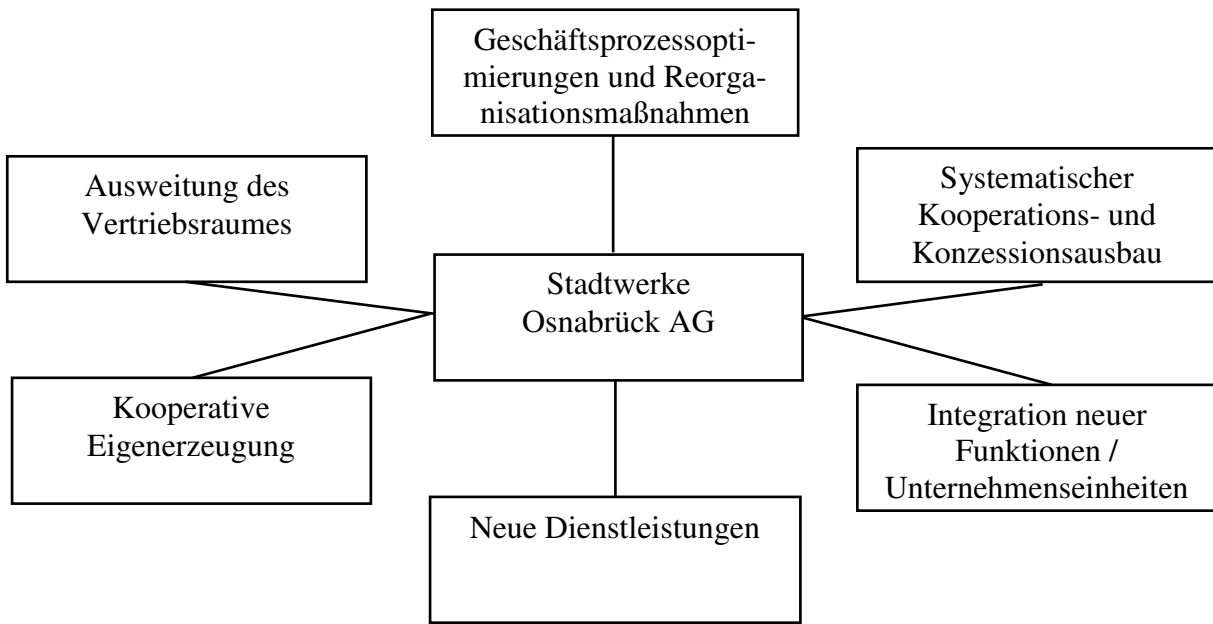 Geschäftsprozessopti-
mierungen und Reorga-
nisationsmaßnahmen
Ausweitung des
Vertriebsraumes
Systematischer
Kooperations- und
Konzessionsausbau
Stadtwerke
Osnabrück AG
Kooperative
Eigenerzeugung
Integration neuer
Funktionen /
Unternehmenseinheiten
Neue Dienstleistungen